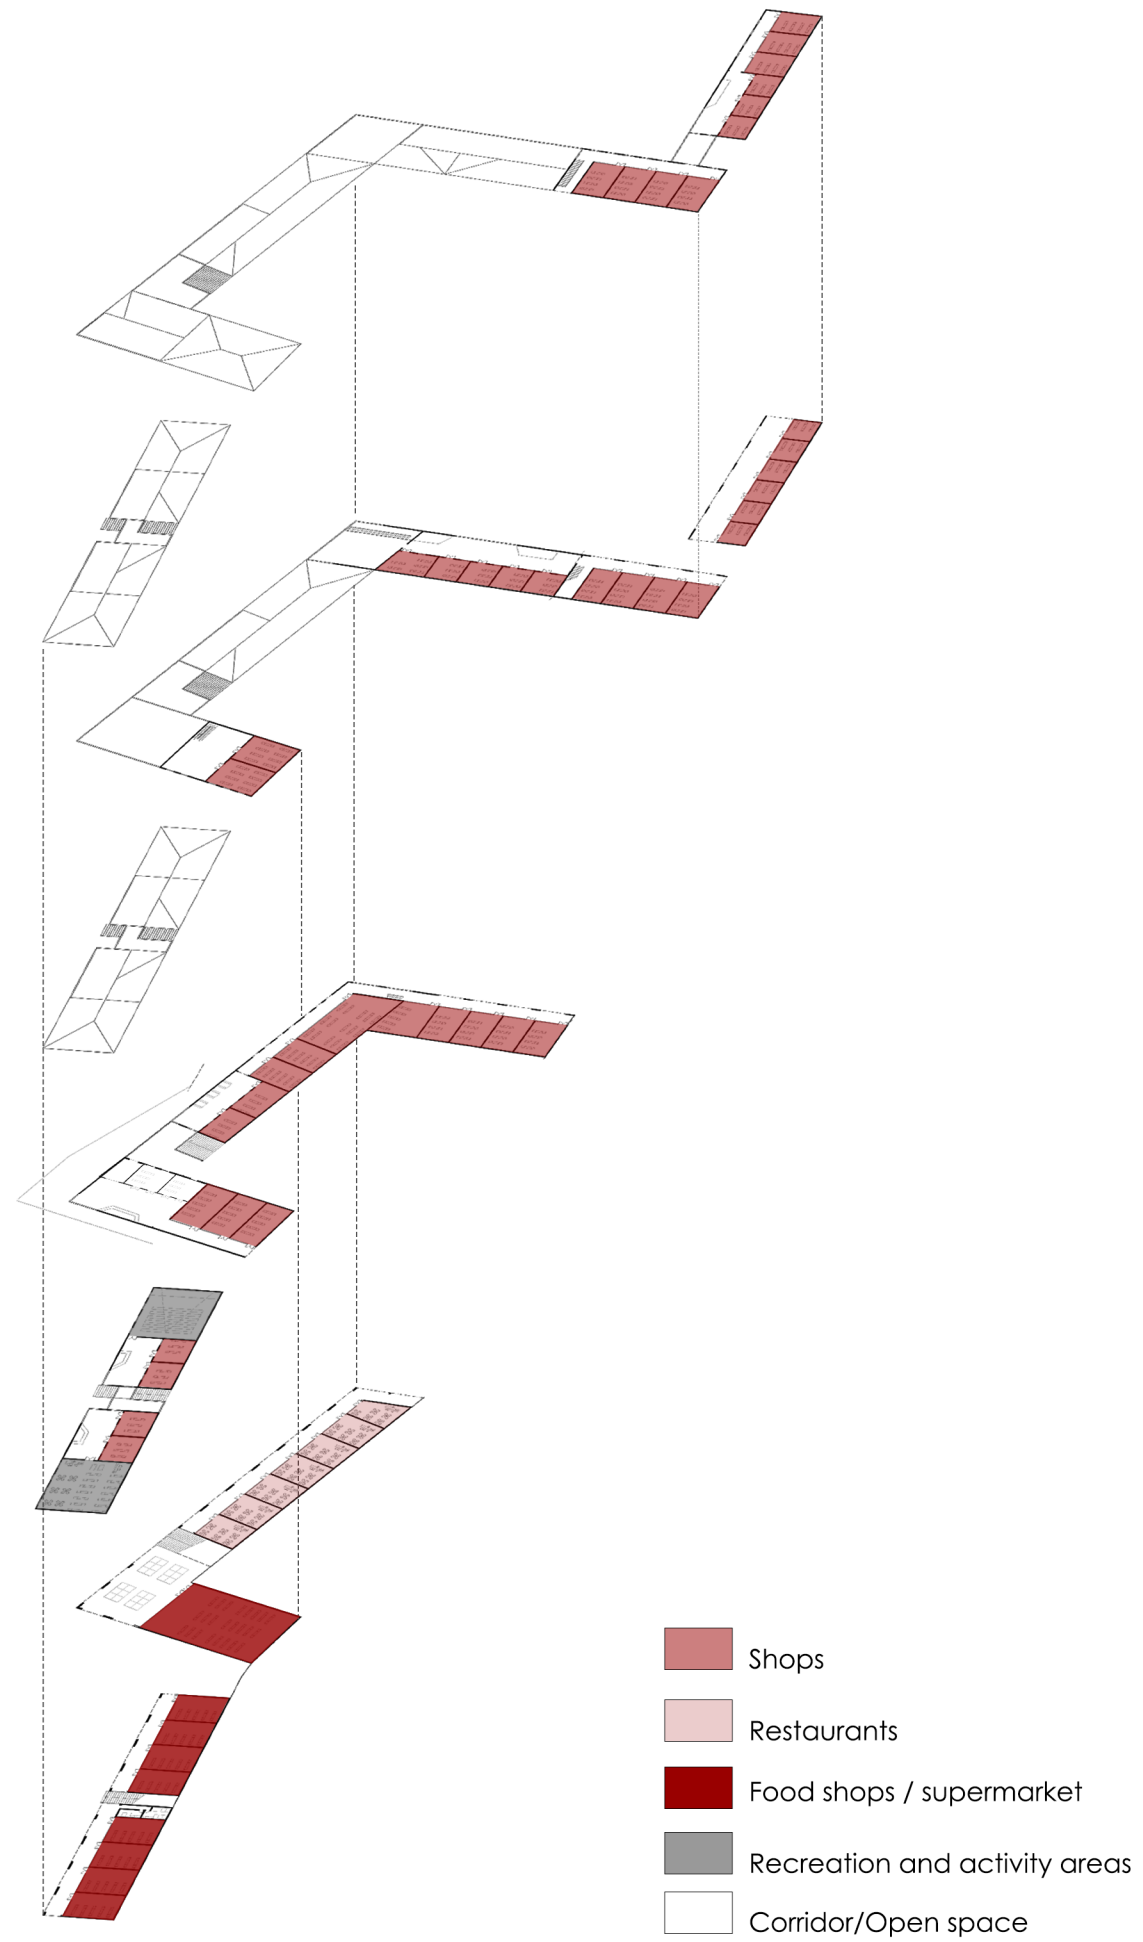 Shops
Restaurants
Food shops / supermarket
Recreation and activity areas
Corridor/Open space